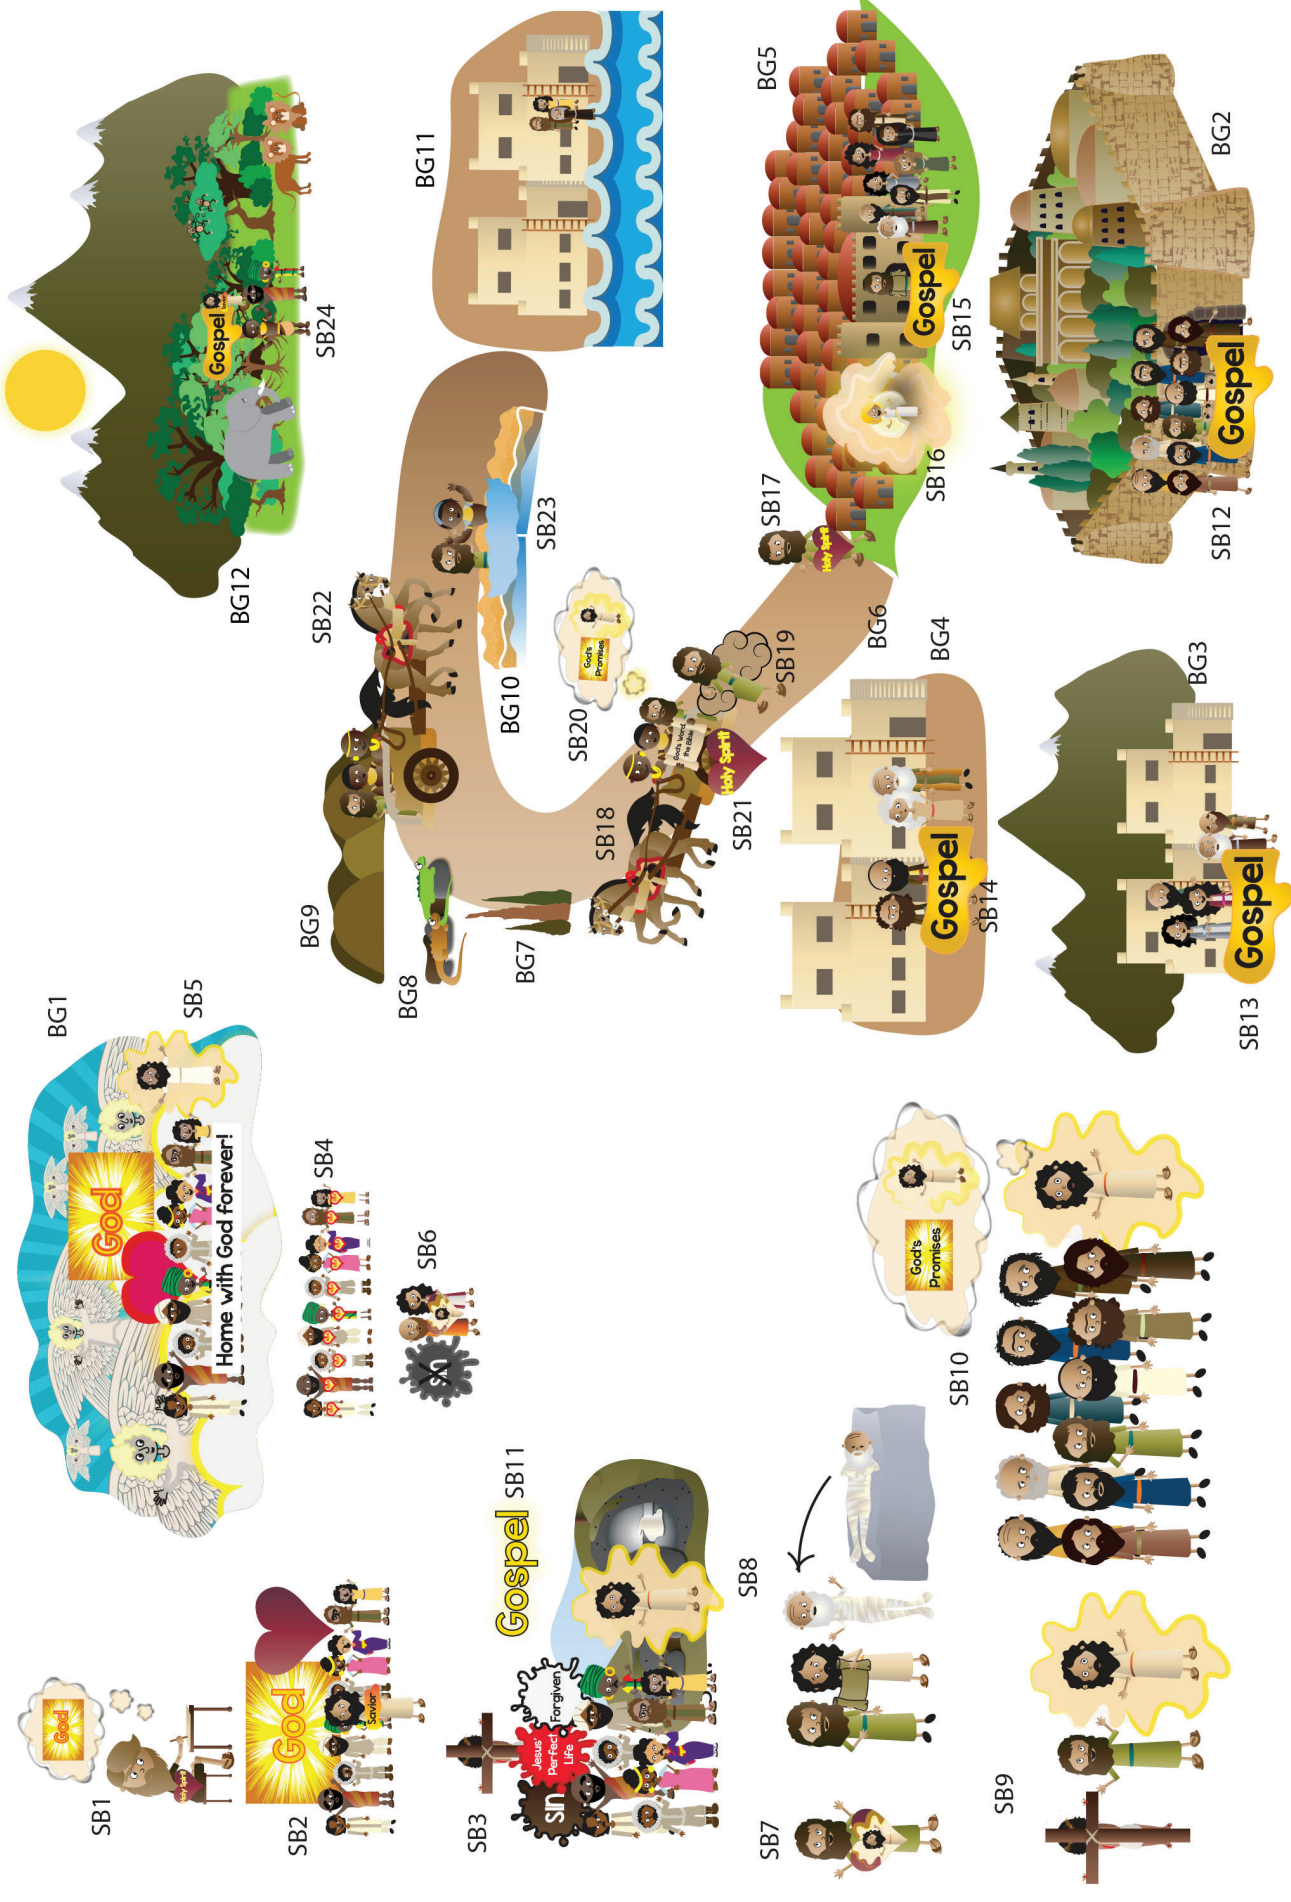 SB1
God
Holy Spirit
SB2
God
Savior
SB3
sin
Jesus'
Perfect
Life
Forgiven
Gospel
SB11
BG1
God
Home with God forever!
SB5
SB4
SB6
sin
SB7
SB8
SB9
SB10
God's
Promises
BG9
BG8
BG7
SB18
SB22
BG12
Gospel
SB24
BG10
SB23
SB20
God's
Promises
God's Word,
the Bible
Holy Spirit
SB21
SB19
BG6
SB17
Holy Spirit
BG11
BG5
Gospel
SB15
SB16
BG4
Gospel
SB14
BG3
Gospel
SB13
BG2
Gospel
SB12